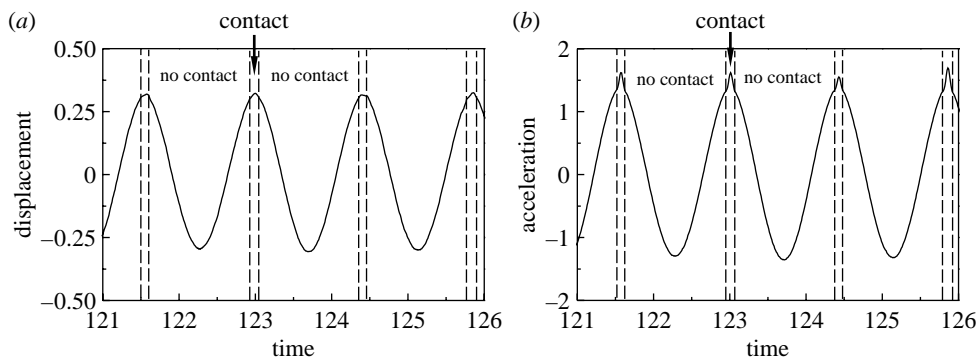 (a)
contact
0.50
0.25
0
−0.25
−0.50
displacement
no contact
no contact
121 122 123 124 125 126
time
(b)
contact
2
1
0
−1
−2
acceleration
no contact
no contact
121 122 123 124 125 126
time